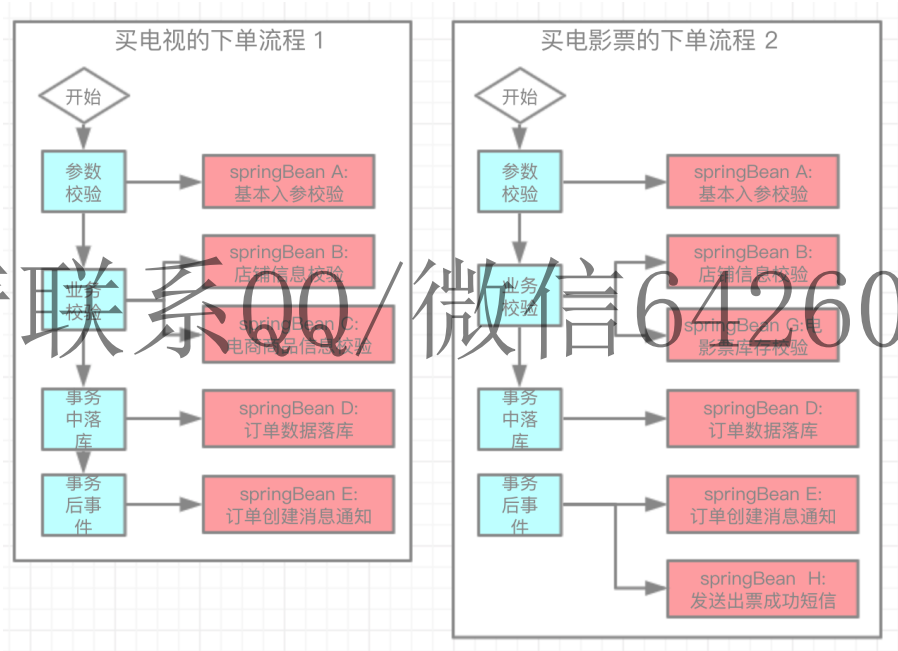 买电视的下单流程 1
开始
参数
校验
springBean A:
基本入参校验
业务
校验
springBean B:
店铺信息校验
springBean C:
电商商品信息校验
事务
中落
库
springBean D:
订单数据落库
事务
后事
件
springBean E:
订单创建消息通知
买电影票的下单流程 2
开始
参数
校验
springBean A:
基本入参校验
业务
校验
springBean B:
店铺信息校验
springBean G:电
影票库存校验
事务
中落
库
springBean D:
订单数据落库
事务
后事
件
springBean E:
订单创建消息通知
springBean H:
发送出票成功短信
联系QQ/微信64260